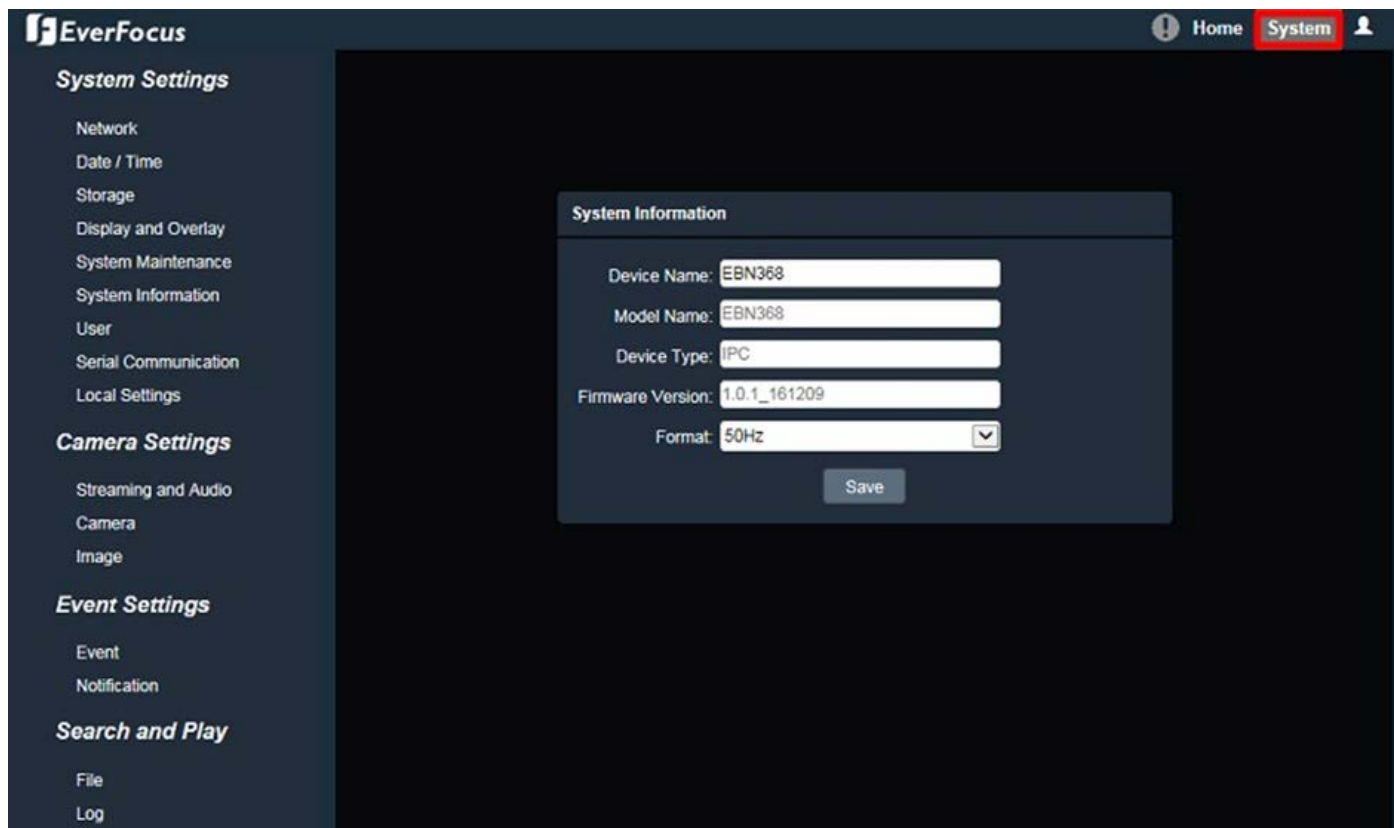 EverFocus
Home System
System Settings
Network
Date / Time
Storage
Display and Overlay
System Maintenance
System Information
User
Serial Communication
Local Settings
Camera Settings
Streaming and Audio
Camera
Image
Event Settings
Event
Notification
Search and Play
File
Log
System Information
Device Name: EBN368
Model Name: EBN368
Device Type: IPC
Firmware Version: 1.0.1_161209
Format: 50Hz
Save